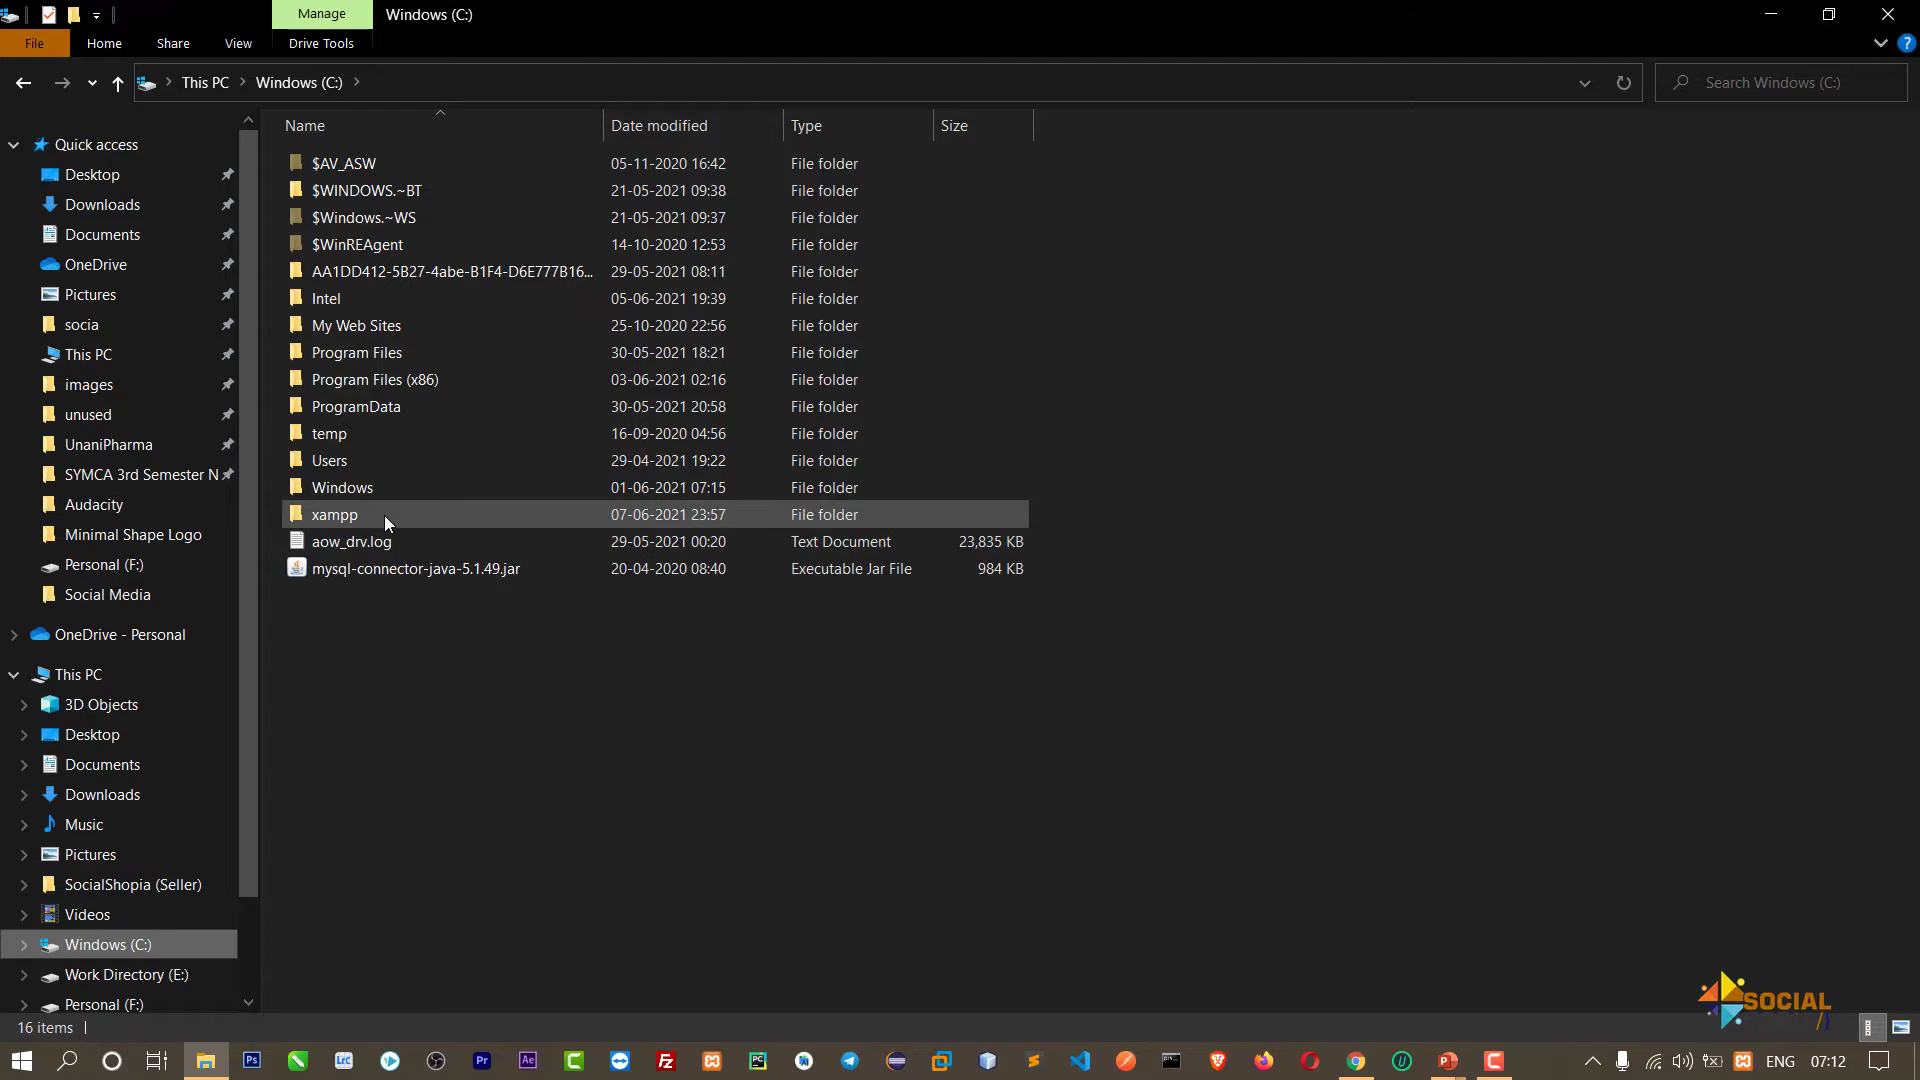 Manage
Windows (C:)
File
Home
Share
View
Drive Tools
This PC
Windows (C:)
Search Windows (C:)
Name
Date modified
Type
Size
$AV_ASW 05-11-2020 16:42 File folder
$WINDOWS.~BT 21-05-2021 09:38 File folder
$Windows.~WS 21-05-2021 09:37 File folder
$WinREAgent 14-10-2020 12:53 File folder
AA1DD412-5B27-4abe-B1F4-D6E777B16... 29-05-2021 08:11 File folder
Intel 05-06-2021 19:39 File folder
My Web Sites 25-10-2020 22:56 File folder
Program Files 30-05-2021 18:21 File folder
Program Files (x86) 03-06-2021 02:16 File folder
ProgramData 30-05-2021 20:58 File folder
temp 16-09-2020 04:56 File folder
Users 29-04-2021 19:22 File folder
Windows 01-06-2021 07:15 File folder
xampp 07-06-2021 23:57 File folder
aow_drv.log 29-05-2021 00:20 Text Document 23,835 KB
mysql-connector-java-5.1.49.jar 20-04-2020 08:40 Executable Jar File 984 KB
Quick access
Desktop
Downloads
Documents
OneDrive
Pictures
socia
This PC
images
unused
UnaniPharma
SYMCA 3rd Semester N
Audacity
Minimal Shape Logo
Personal (F:)
Social Media
OneDrive - Personal
This PC
3D Objects
Desktop
Documents
Downloads
Music
Pictures
SocialShopia (Seller)
Videos
Windows (C:)
Work Directory (E:)
Personal (F:)
16 items
SOCIAL
Ps
Lrc
Pr
Ae
PC
ENG
07:12